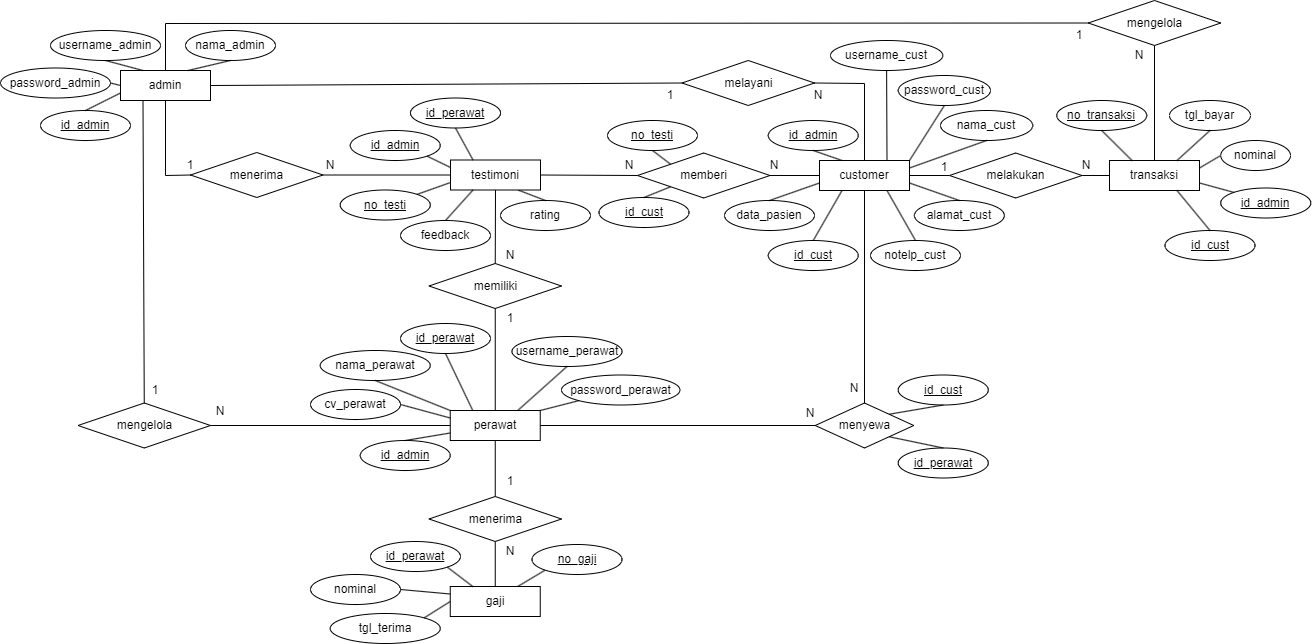 mengelola
1
N
username_admin
nama_admin
password_admin
admin
id_admin
melayani
1
N
username_cust
password_cust
nama_cust
id_admin
customer
data_pasien
alamat_cust
id_cust
notelp_cust
1
melakukan
N
no_transaksi
tgl_bayar
nominal
transaksi
id_admin
id_cust
1
menerima
N
id_perawat
id_admin
testimoni
no_testi
feedback
rating
no_testi
N
memberi
N
id_cust
N
memiliki
1
id_perawat
username_perawat
nama_perawat
password_perawat
cv_perawat
perawat
id_admin
1
mengelola
N
N
N
menyewa
id_cust
id_perawat
1
menerima
N
id_perawat
no_gaji
nominal
gaji
tgl_terima